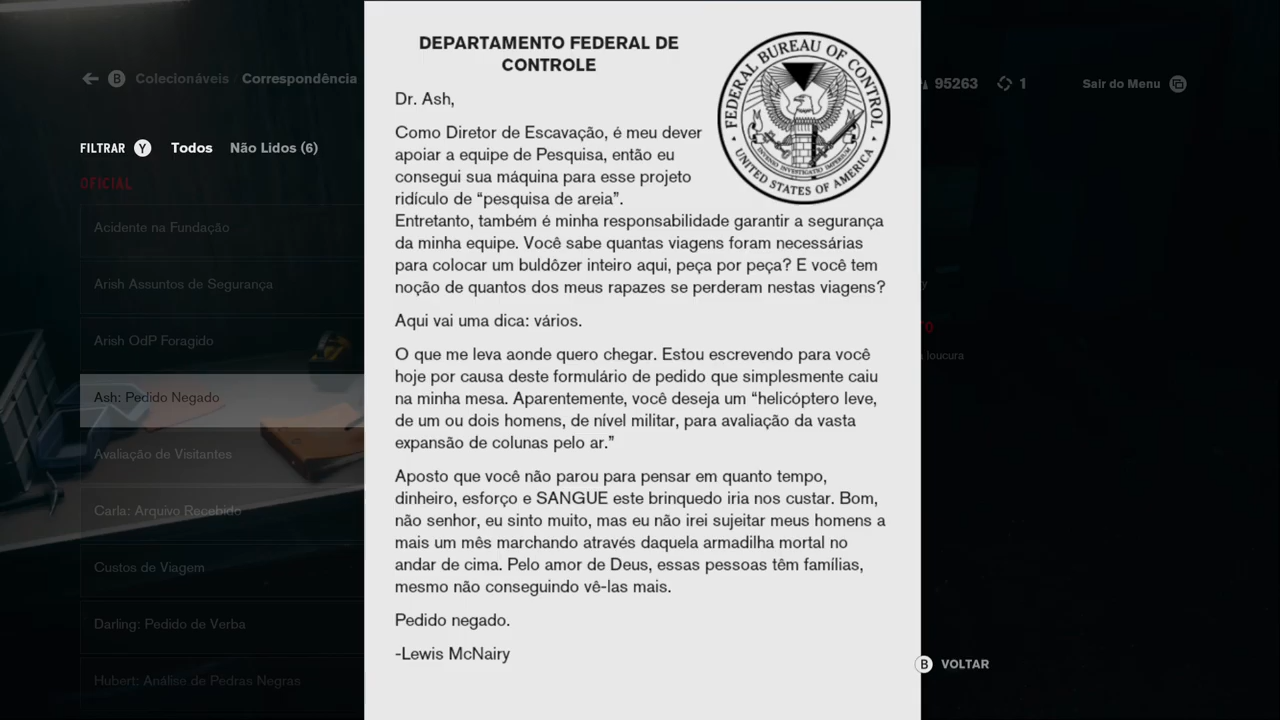 B Colecionáveis Correspondência
95263 1
Sair do Menu
FILTRAR Y Todos Não Lidos (6)
OFICIAL
Acidente na Fundação
Arish Assuntos de Segurança
Arish OdP Foragido
Ash: Pedido Negado
Avaliação de Visitantes
Carla: Arquivo Recebido
Custos de Viagem
Darling: Pedido de Verba
Hubert: Análise de Pedras Negras
DEPARTAMENTO FEDERAL DE
CONTROLE
FEDERAL BUREAU OF CONTROL
UNITED STATES OF AMERICA
Dr. Ash,
Como Diretor de Escavação, é meu dever
apoiar a equipe de Pesquisa, então eu
consegui sua máquina para esse projeto
ridículo de “pesquisa de areia”.
Entretanto, também é minha responsabilidade garantir a segurança
da minha equipe. Você sabe quantas viagens foram necessárias
para colocar um buldôzer inteiro aqui, peça por peça? E você tem
noção de quantos dos meus rapazes se perderam nestas viagens?
Aqui vai uma dica: vários.
O que me leva aonde quero chegar. Estou escrevendo para você
hoje por causa deste formulário de pedido que simplesmente caiu
na minha mesa. Aparentemente, você deseja um “helicóptero leve,
de um ou dois homens, de nível militar, para avaliação da vasta
expansão de colunas pelo ar.”
Aposto que você não parou para pensar em quanto tempo,
dinheiro, esforço e SANGUE este brinquedo iria nos custar. Bom,
não senhor, eu sinto muito, mas eu não irei sujeitar meus homens a
mais um mês marchando através daquela armadilha mortal no
andar de cima. Pelo amor de Deus, essas pessoas têm famílias,
mesmo não conseguindo vê-las mais.
Pedido negado.
-Lewis McNairy
loucura
B VOLTAR